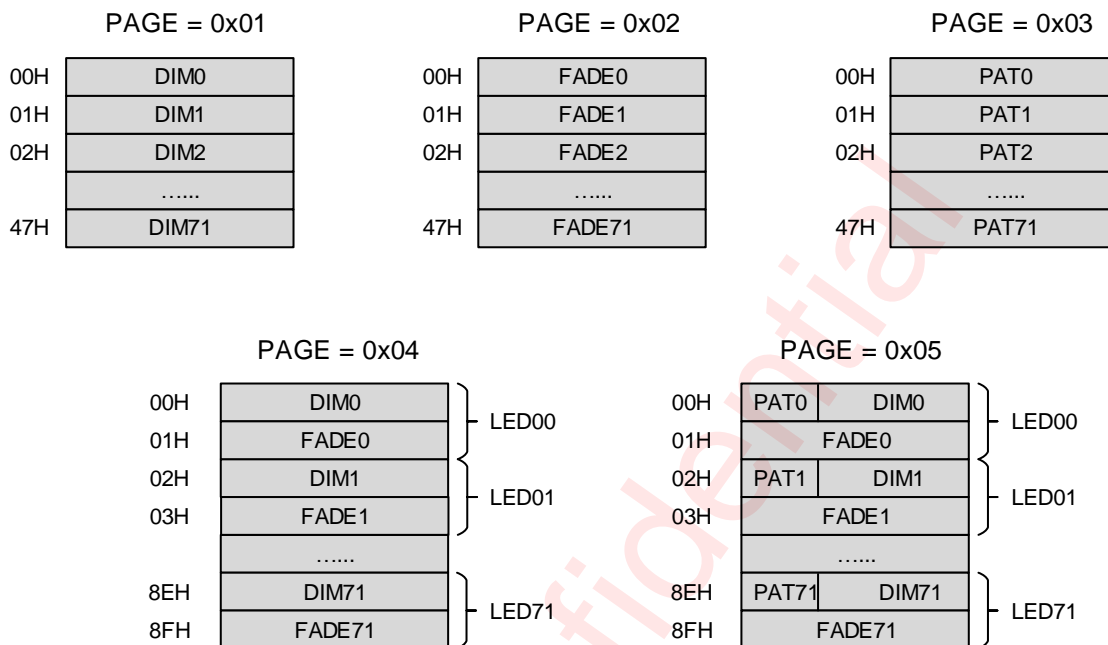 PAGE = 0x01 PAGE = 0x02 PAGE = 0x03
00H DIM0 00H FADE0 00H PAT0
01H DIM1 01H FADE1 01H PAT1
02H DIM2 02H FADE2 02H PAT2
…... …... …...
47H DIM71 47H FADE71 47H PAT71
PAGE = 0x04 PAGE = 0x05
00H DIM0 LED00 00H PAT0 DIM0 LED00
01H FADE0 01H FADE0
02H DIM1 LED01 02H PAT1 DIM1 LED01
03H FADE1 03H FADE1
…... …...
8EH DIM71 LED71 8EH PAT71 DIM71 LED71
8FH FADE71 8FH FADE71
fidential